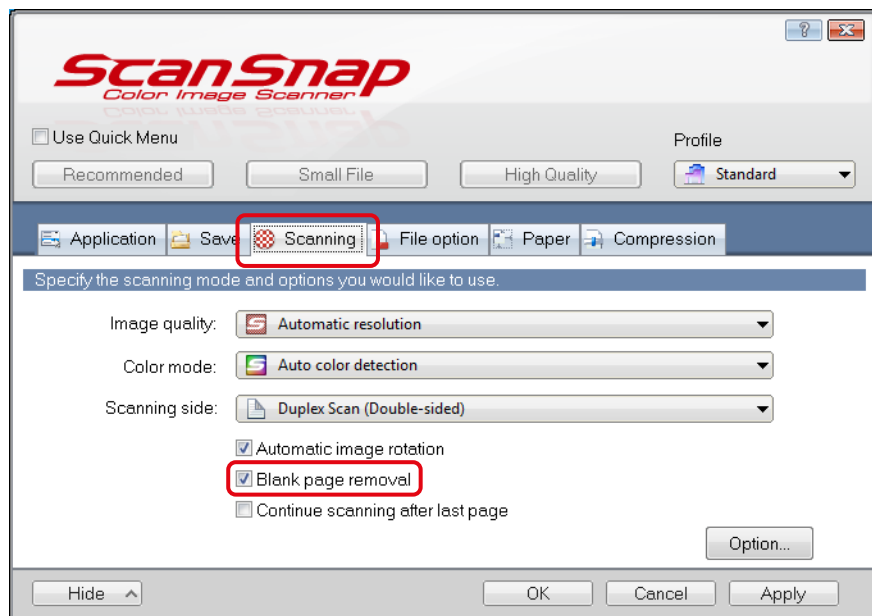 ScanSnap
Color Image Scanner
Use Quick Menu
Profile
Recommended Small File High Quality Standard
Application Save Scanning File option Paper Compression
Specify the scanning mode and options you would like to use.
Image quality: Automatic resolution
Color mode: Auto color detection
Scanning side: Duplex Scan (Double-sided)
Automatic image rotation
Blank page removal
Continue scanning after last page
Option...
Hide OK Cancel Apply